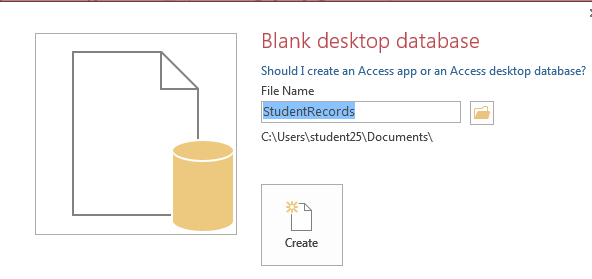 Blank desktop database
Should I create an Access app or an Access desktop database?
File Name
StudentRecords
C:\Users\student25\Documents\
Create